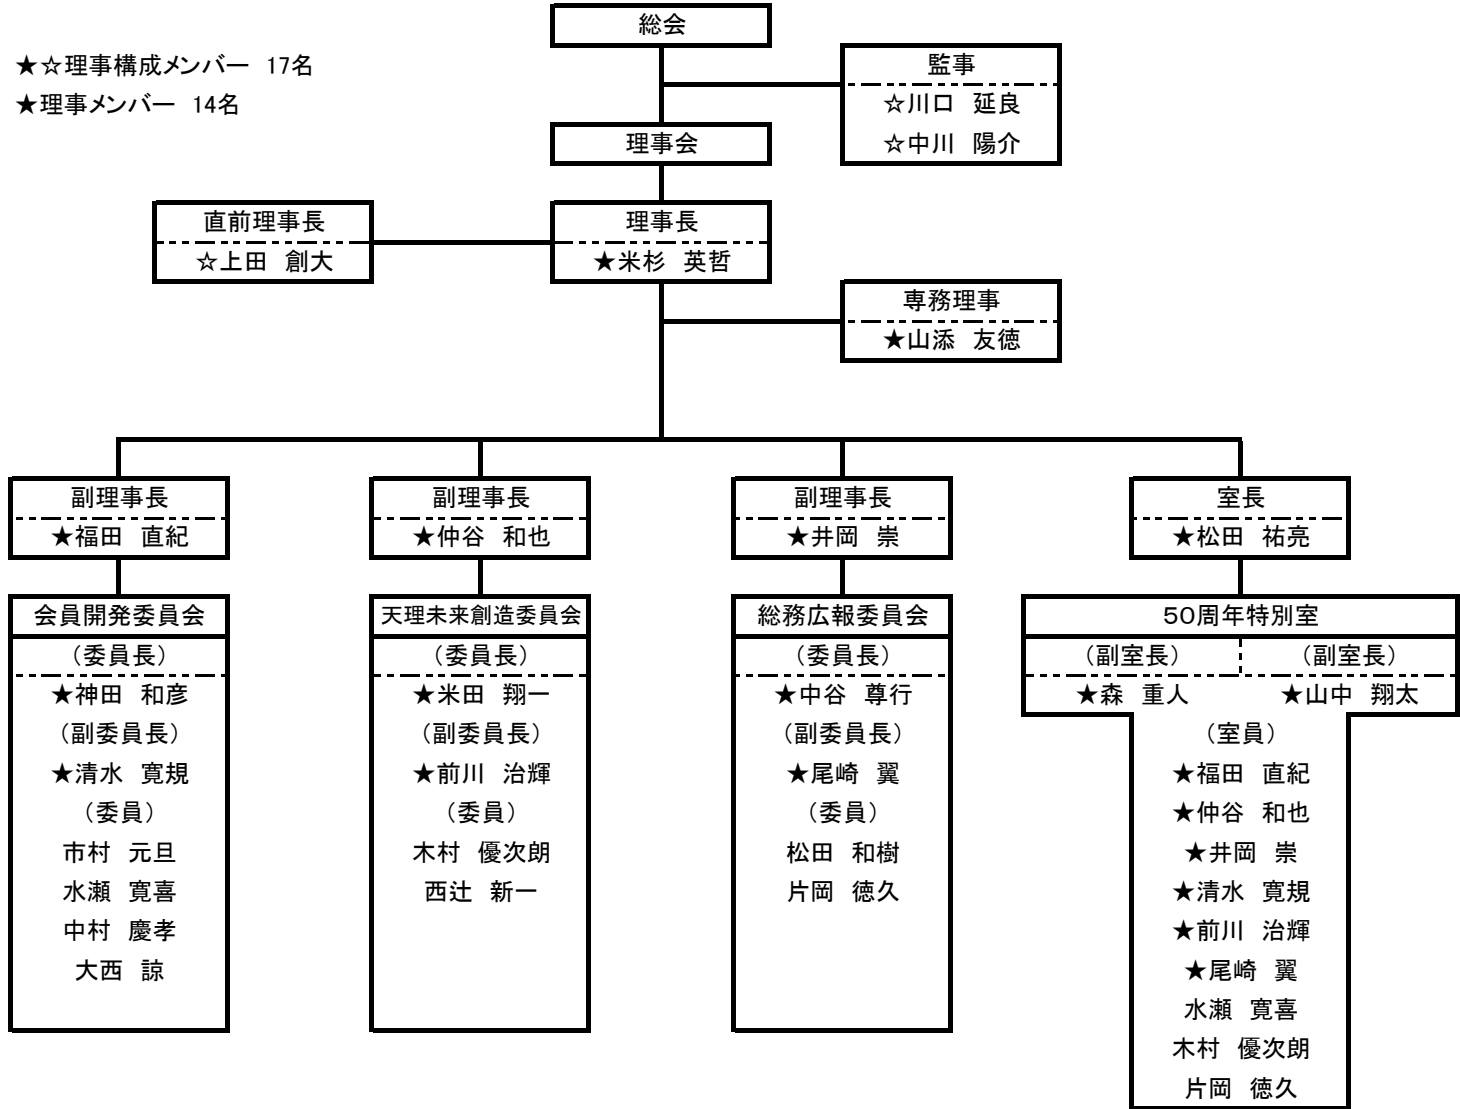 総会
★☆理事構成メンバー　17名
★理事メンバー　14名
監事
☆川口　延良
☆中川　陽介
理事会
直前理事長
☆上田　創大
理事長
★米杉　英哲
専務理事
★山添　友徳
副理事長
★福田　直紀
副理事長
★仲谷　和也
副理事長
★井岡　崇
室長
★松田　祐亮
会員開発委員会
（委員長）
★神田　和彦
（副委員長）
★清水　寛規
（委員）
市村　元旦
水瀬　寛喜
中村　慶孝
大西　諒
天理未来創造委員会
（委員長）
★米田　翔一
（副委員長）
★前川　治輝
（委員）
木村　優次朗
西辻　新一
総務広報委員会
（委員長）
★中谷　尊行
（副委員長）
★尾崎　翼
（委員）
松田　和樹
片岡　徳久
５０周年特別室
（副室長）　（副室長）
★森　重人　★山中　翔太
（室員）
★福田　直紀
★仲谷　和也
★井岡　崇
★清水　寛規
★前川　治輝
★尾崎　翼
水瀬　寛喜
木村　優次朗
片岡　徳久